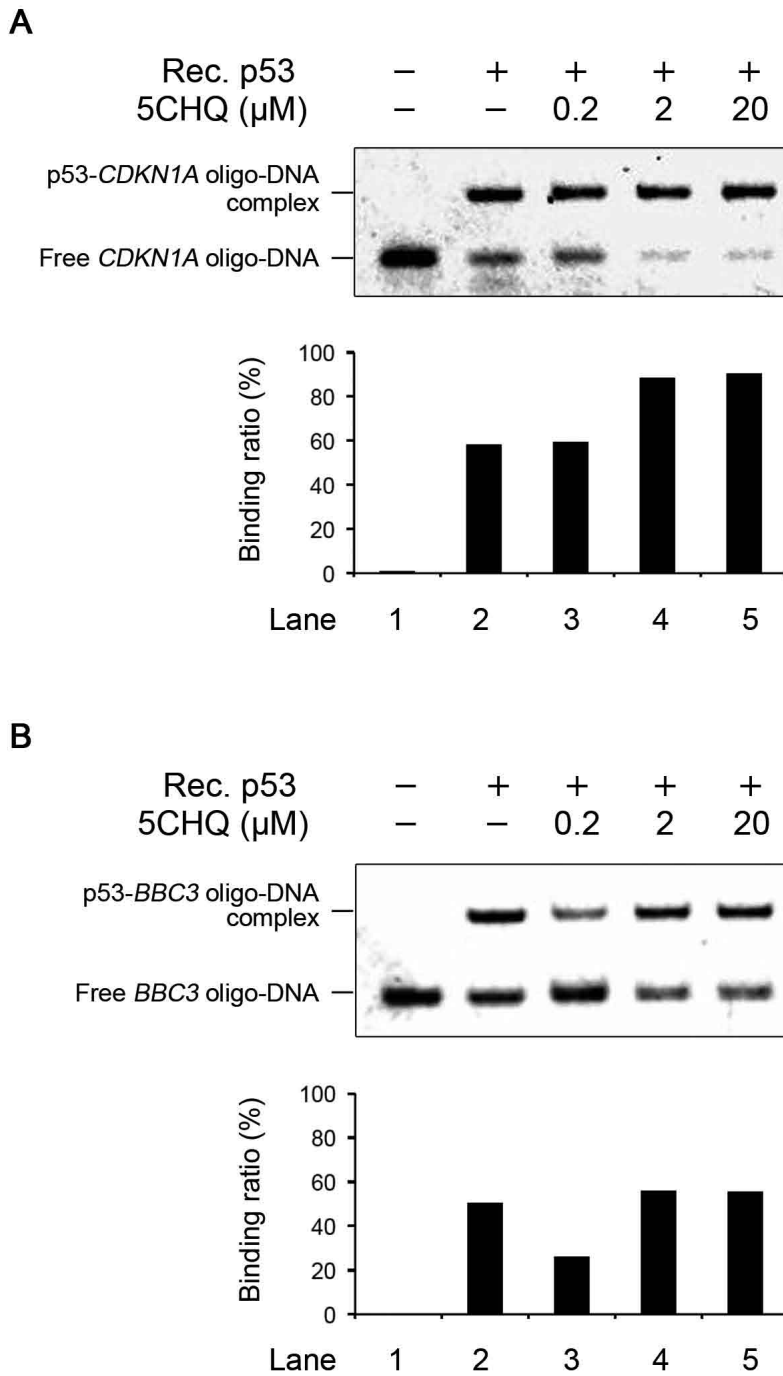 A
Rec. p53 – + + + +
5CHQ (µM) – – 0.2 2 20
p53-CDKN1A oligo-DNA
complex
Free CDKN1A oligo-DNA
Binding ratio (%)
100
80
60
40
20
0
Lane 1 2 3 4 5
B
Rec. p53 – + + + +
5CHQ (µM) – – 0.2 2 20
p53-BBC3 oligo-DNA
complex
Free BBC3 oligo-DNA
Binding ratio (%)
100
80
60
40
20
0
Lane 1 2 3 4 5